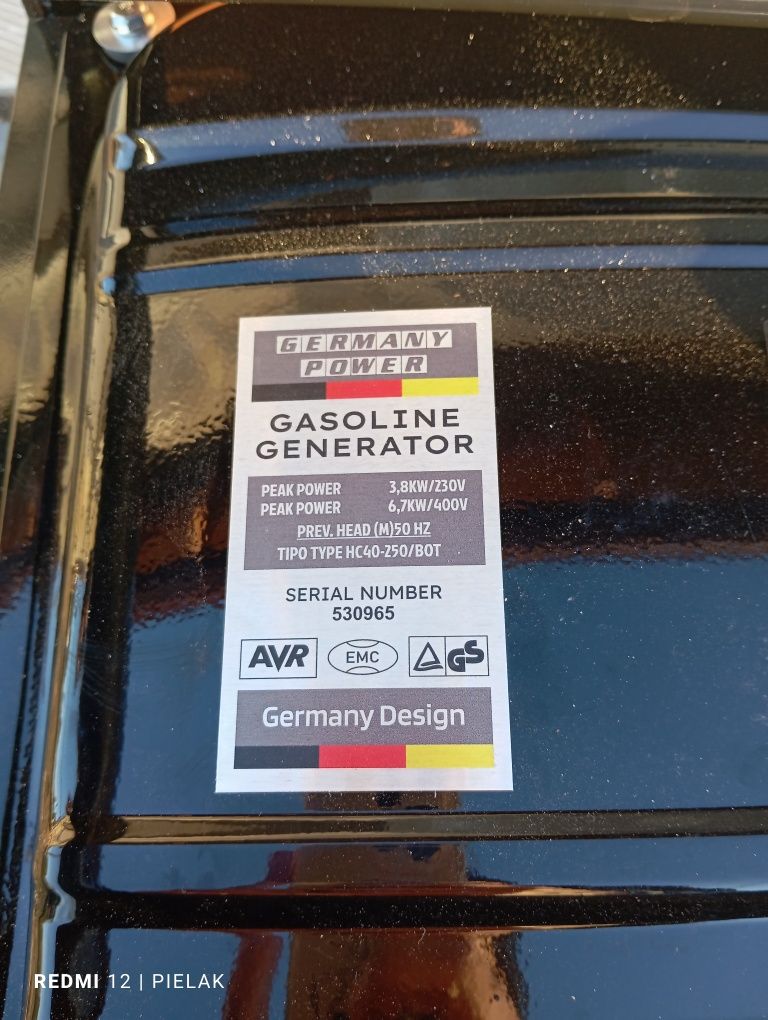 GERMANY
POWER
GASOLINE
GENERATOR
PEAK POWER 3,8KW/230V
PEAK POWER 6,7KW/400V
PREV. HEAD (M)50 HZ
TIPO TYPE HC40-250/BOT
SERIAL NUMBER
530965
AVR EMC GS
Germany Design
REDMI 12 | PIELAK